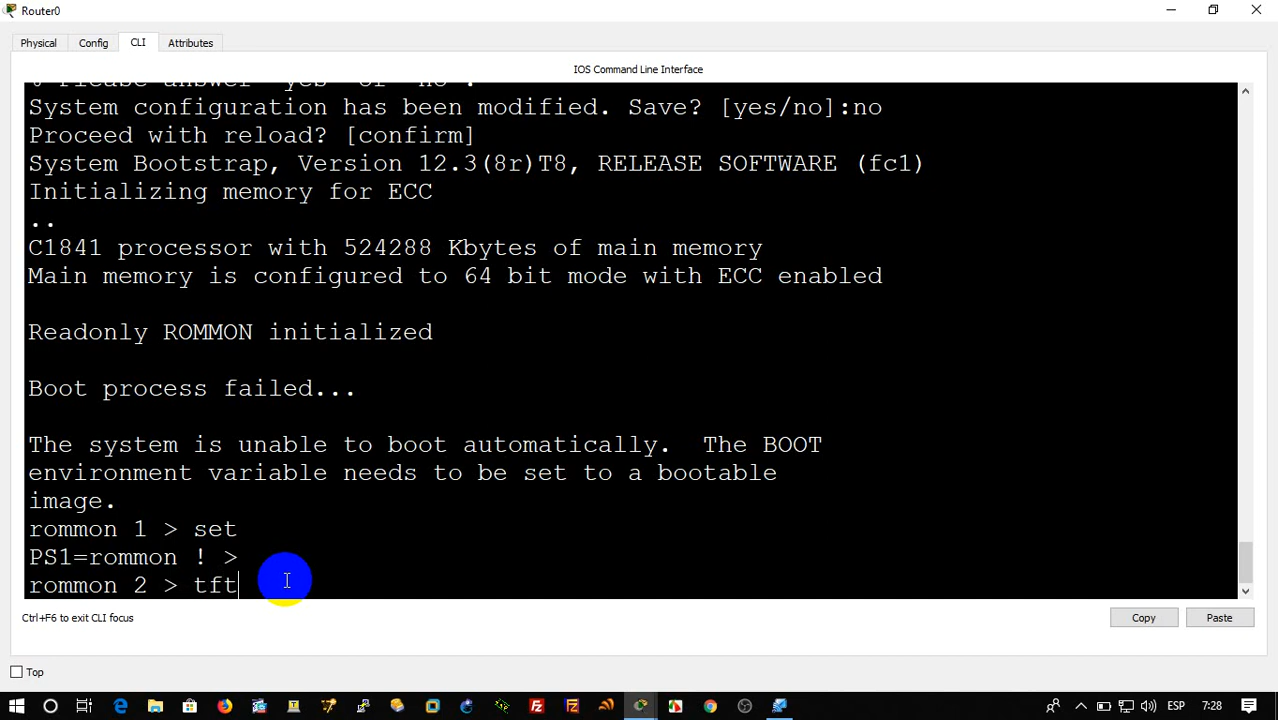 Router0
Physical Config CLI Attributes
IOS Command Line Interface
% Please answer 'yes' or 'no'.
System configuration has been modified. Save? [yes/no]:no
Proceed with reload? [confirm]
System Bootstrap, Version 12.3(8r)T8, RELEASE SOFTWARE (fc1)
Initializing memory for ECC
..
C1841 processor with 524288 Kbytes of main memory
Main memory is configured to 64 bit mode with ECC enabled
Readonly ROMMON initialized
Boot process failed...
The system is unable to boot automatically.  The BOOT
environment variable needs to be set to a bootable
image.
rommon 1 > set
PS1=rommon ! >
rommon 2 > tft
Ctrl+F6 to exit CLI focus
Copy Paste
Top
ESP 7:28